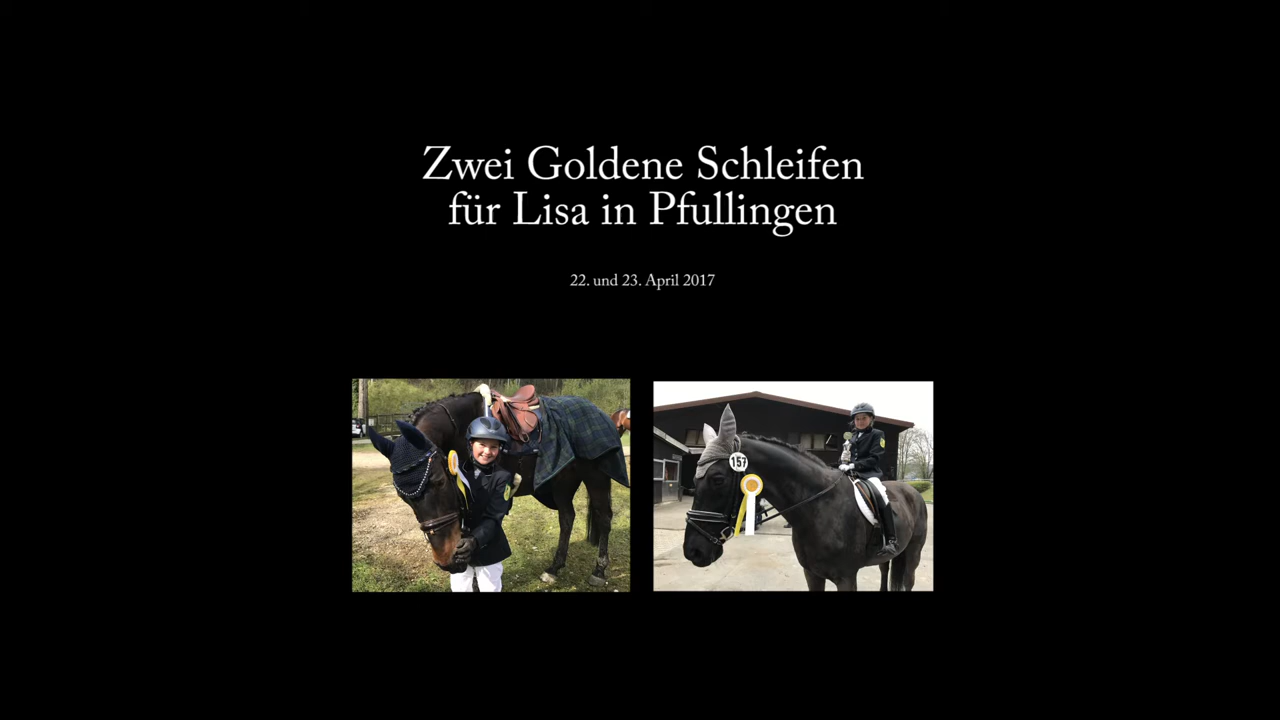 Zwei Goldene Schleifen
für Lisa in Pfullingen
22. und 23. April 2017
157